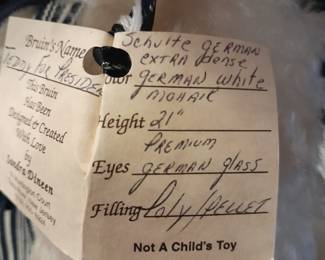 Bruin's Name
Teddy For President
This Bruin
Has Been
Designed & Created
With Love
by
Sandra Dineen
Schulte German
extra dense
Color German white
mohair
Height 21"
Premium
Eyes German glass
Filling Poly/Pellet
Not A Child's Toy